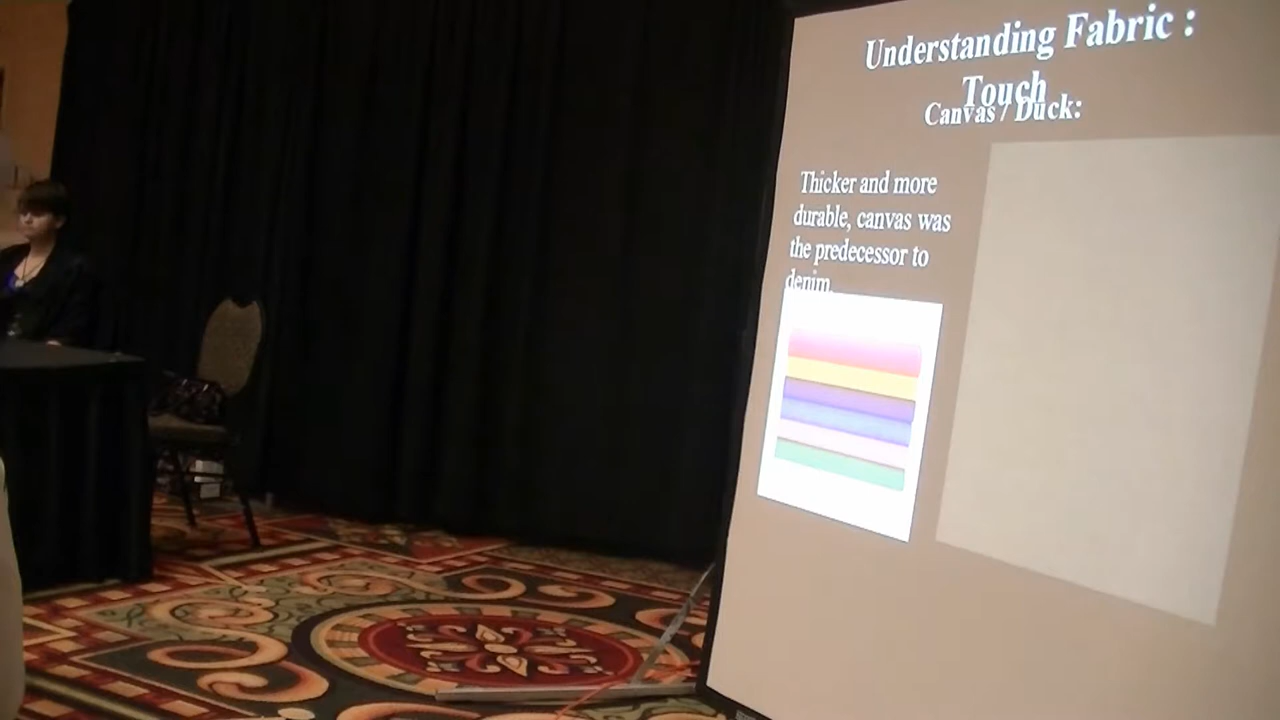 Understanding Fabric :
Touch
Canvas / Duck:
Thicker and more
durable, canvas was
the predecessor to
denim.